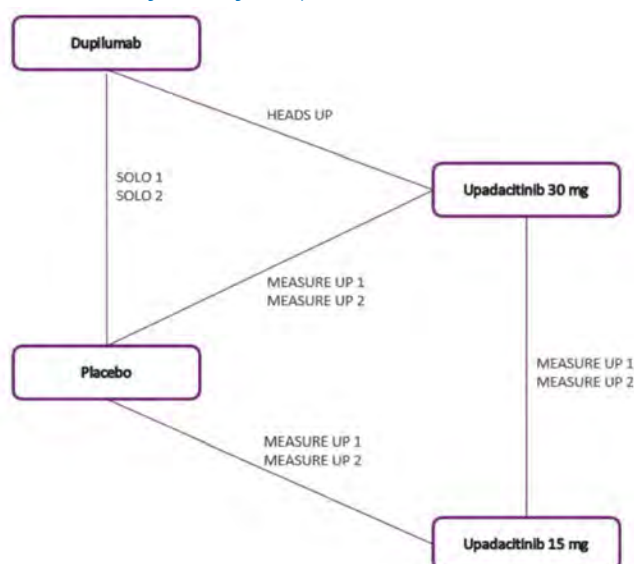 Dupilumab
HEADS UP
SOLO 1
SOLO 2
Upadacitinib 30 mg
MEASURE UP 1
MEASURE UP 2
Placebo
MEASURE UP 1
MEASURE UP 2
MEASURE UP 1
MEASURE UP 2
Upadacitinib 15 mg